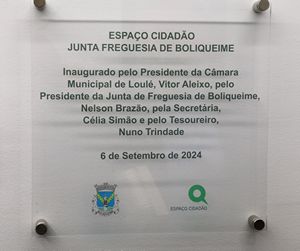 ESPAÇO CIDADÃO
JUNTA FREGUESIA DE BOLIQUEIME
Inaugurado pelo Presidente da Câmara
Municipal de Loulé, Vitor Aleixo, pelo
Presidente da Junta de Freguesia de Boliqueime,
Nelson Brazão, pela Secretária,
Célia Simão e pelo Tesoureiro,
Nuno Trindade
6 de Setembro de 2024
ESPAÇO CIDADÃO